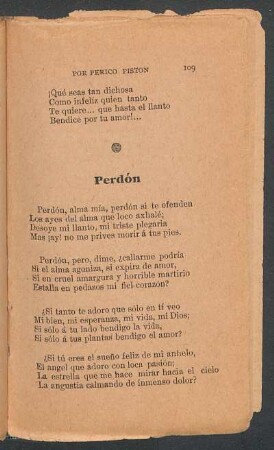 POR PERICO PISTON 109
¡Qué seas tan dichosa
Como infeliz quien tanto
Te quiere... que hasta el llanto
Bendice por tu amor!...
Perdón
Perdón, alma mía, perdón si te ofenden
Los ayes del alma que loco exhalé;
Desoye mi llanto, mi triste plegaria
Mas ¡ay! no me prives morir á tus pies.
Perdón, pero, dime, ¿callarme podría
Si el alma agoniza, si expira de amor,
Si en cruel amargura y horrible martirio
Estalla en pedazos mi fiel corazón?
¿Si tanto te adoro que sólo en tí veo
Mi bien, mi esperanza, mi vida, mi Dios;
Si sólo á tu lado bendigo la vida,
Si sólo á tus plantas bendigo el amor?
¿Si tú eres el sueño feliz de mi anhelo,
El angel que adoro con loca pasión;
La estrella que me hace mirar hacia el cielo
La angustia calmando de inmenso dolor?